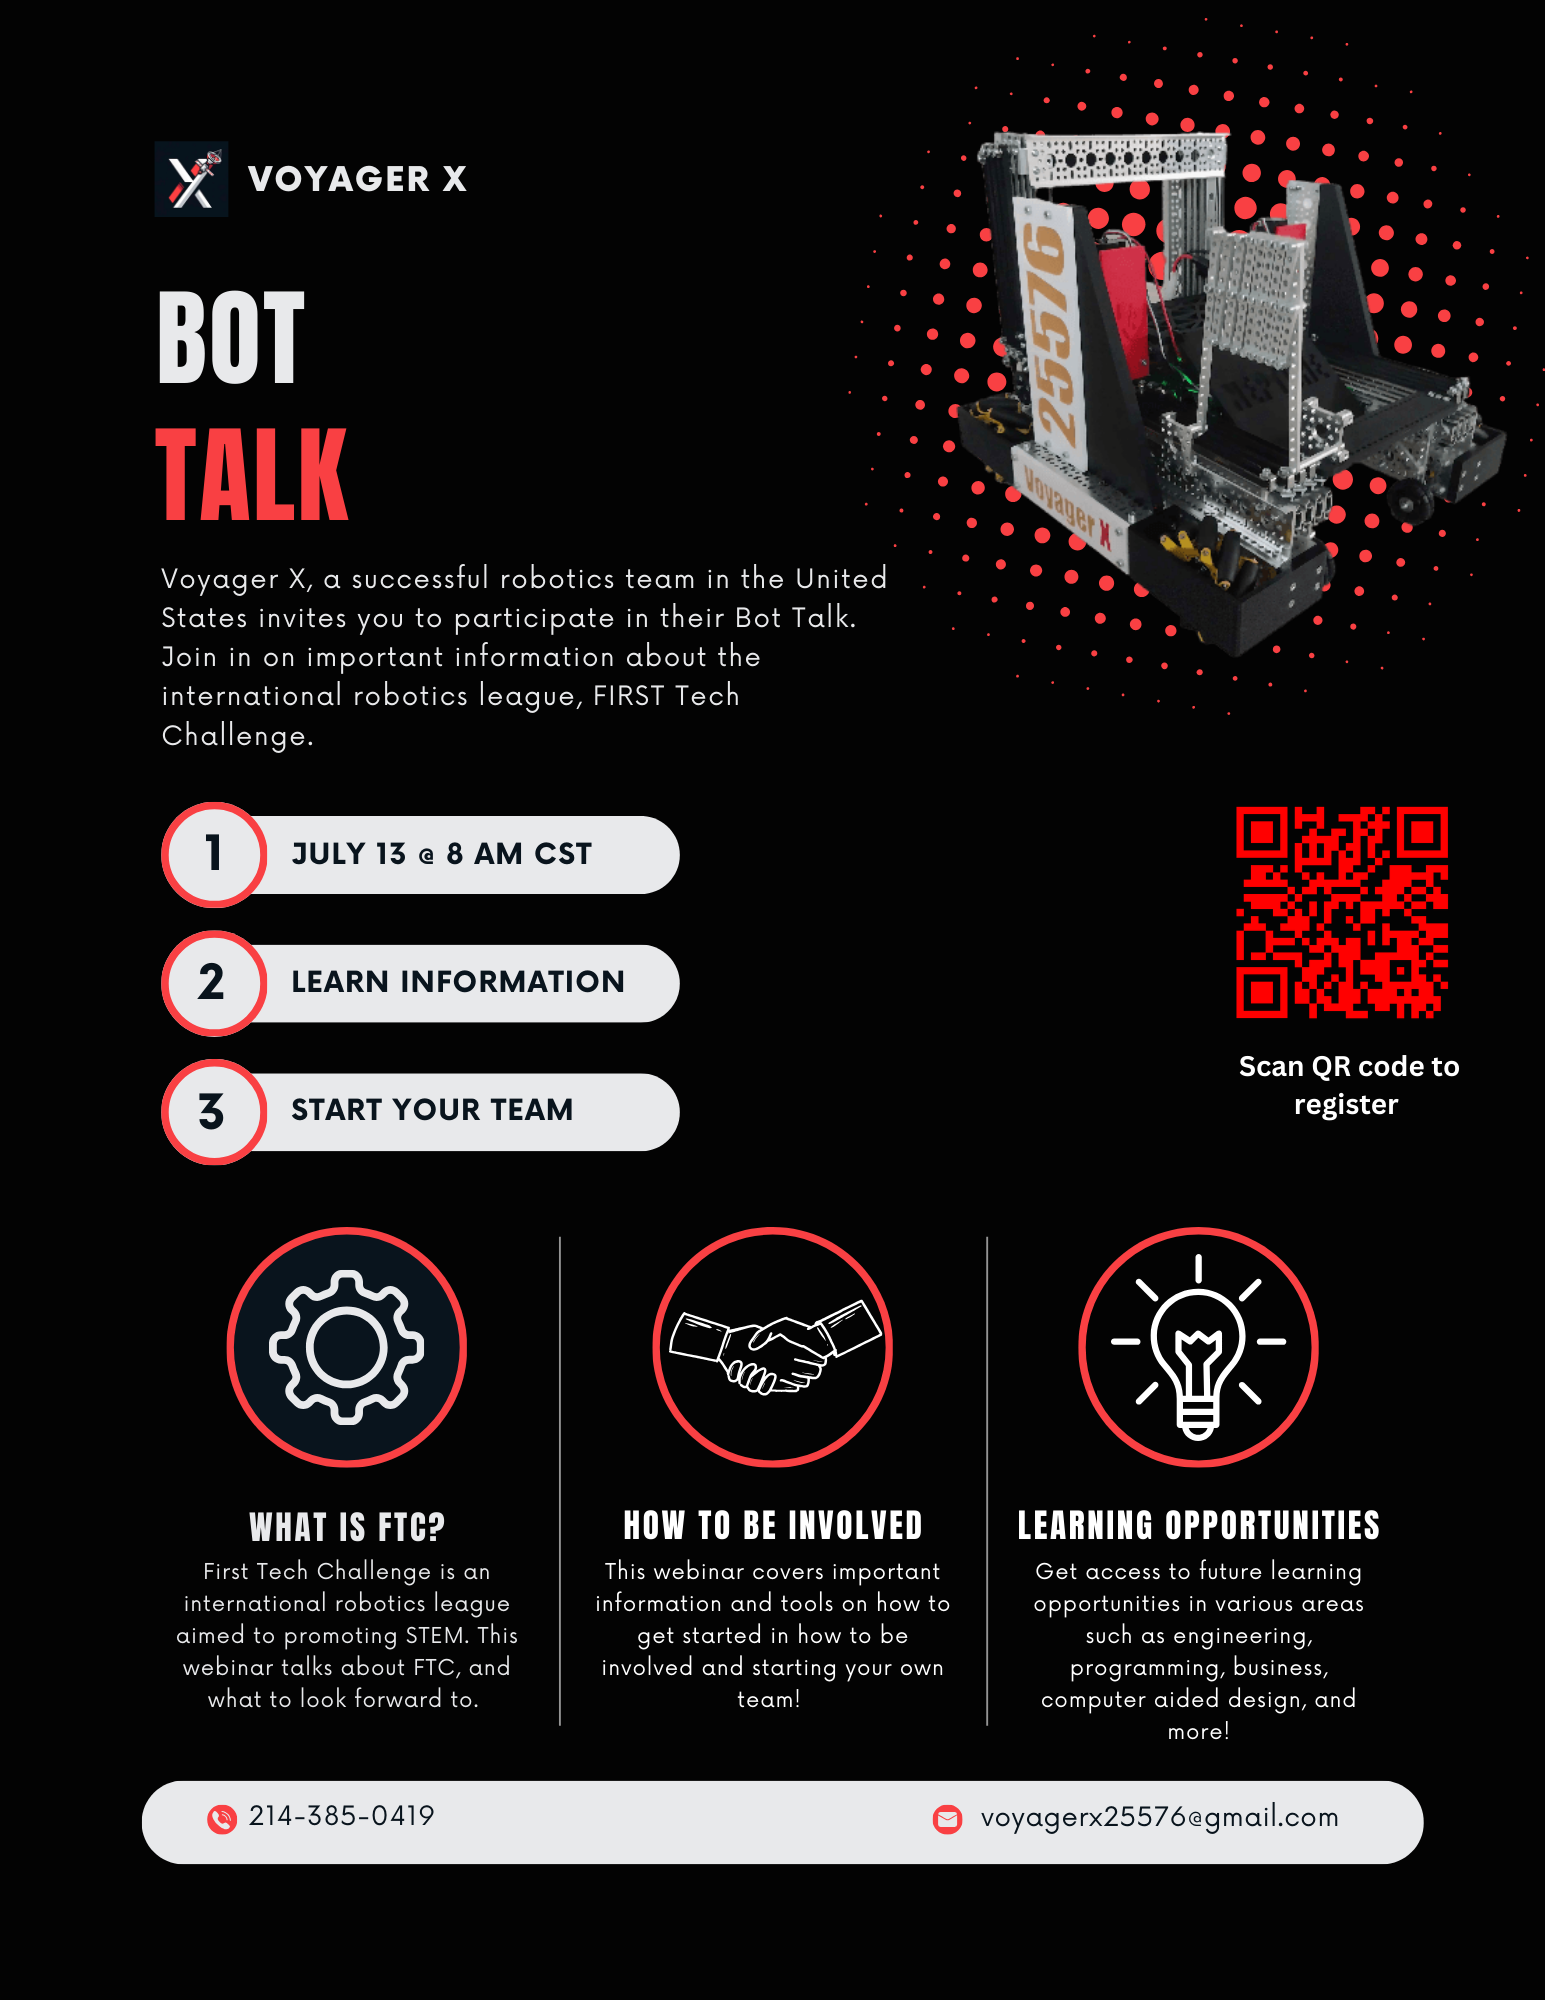 VOYAGER X
BOT
TALK
25576
Voyager X
Voyager X, a successful robotics team in the United
States invites you to participate in their Bot Talk.
Join in on important information about the
international robotics league, FIRST Tech
Challenge.
1
JULY 13 @ 8 AM CST
2
LEARN INFORMATION
3
START YOUR TEAM
Scan QR code to
register
WHAT IS FTC?
First Tech Challenge is an
international robotics league
aimed to promoting STEM. This
webinar talks about FTC, and
what to look forward to.
HOW TO BE INVOLVED
This webinar covers important
information and tools on how to
get started in how to be
involved and starting your own
team!
LEARNING OPPORTUNITIES
Get access to future learning
opportunities in various areas
such as engineering,
programming, business,
computer aided design, and
more!
214-385-0419
voyagerx25576@gmail.com